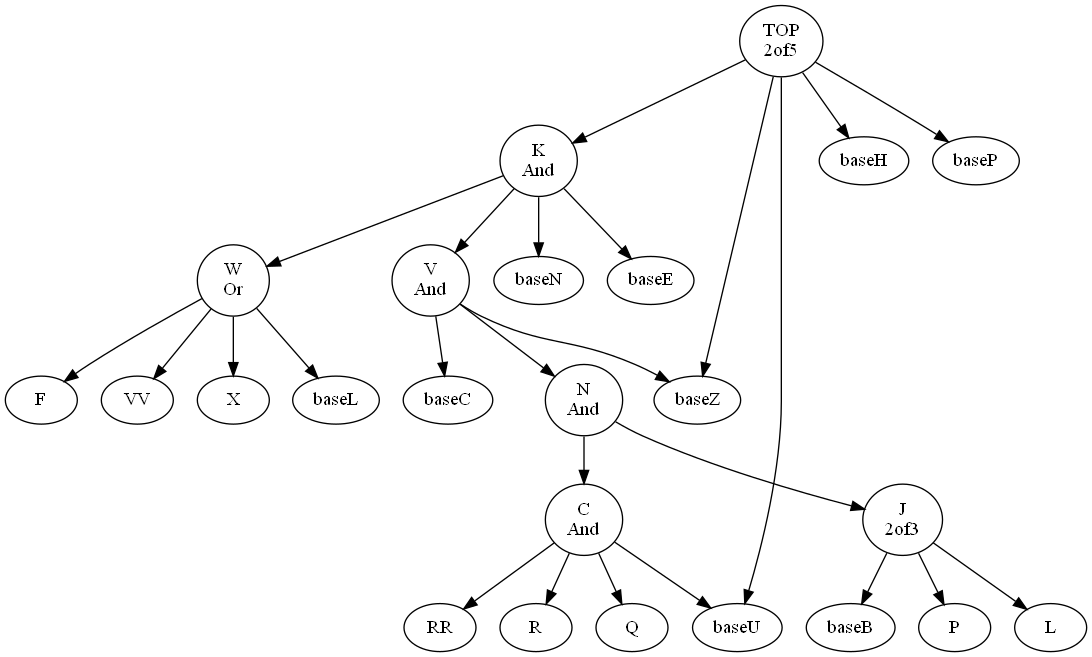 TOP
2of5
K
And
baseH
baseP
W
Or
V
And
baseN
baseE
F
VV
X
baseL
baseC
N
And
baseZ
C
And
J
2of3
RR
R
Q
baseU
baseB
P
L